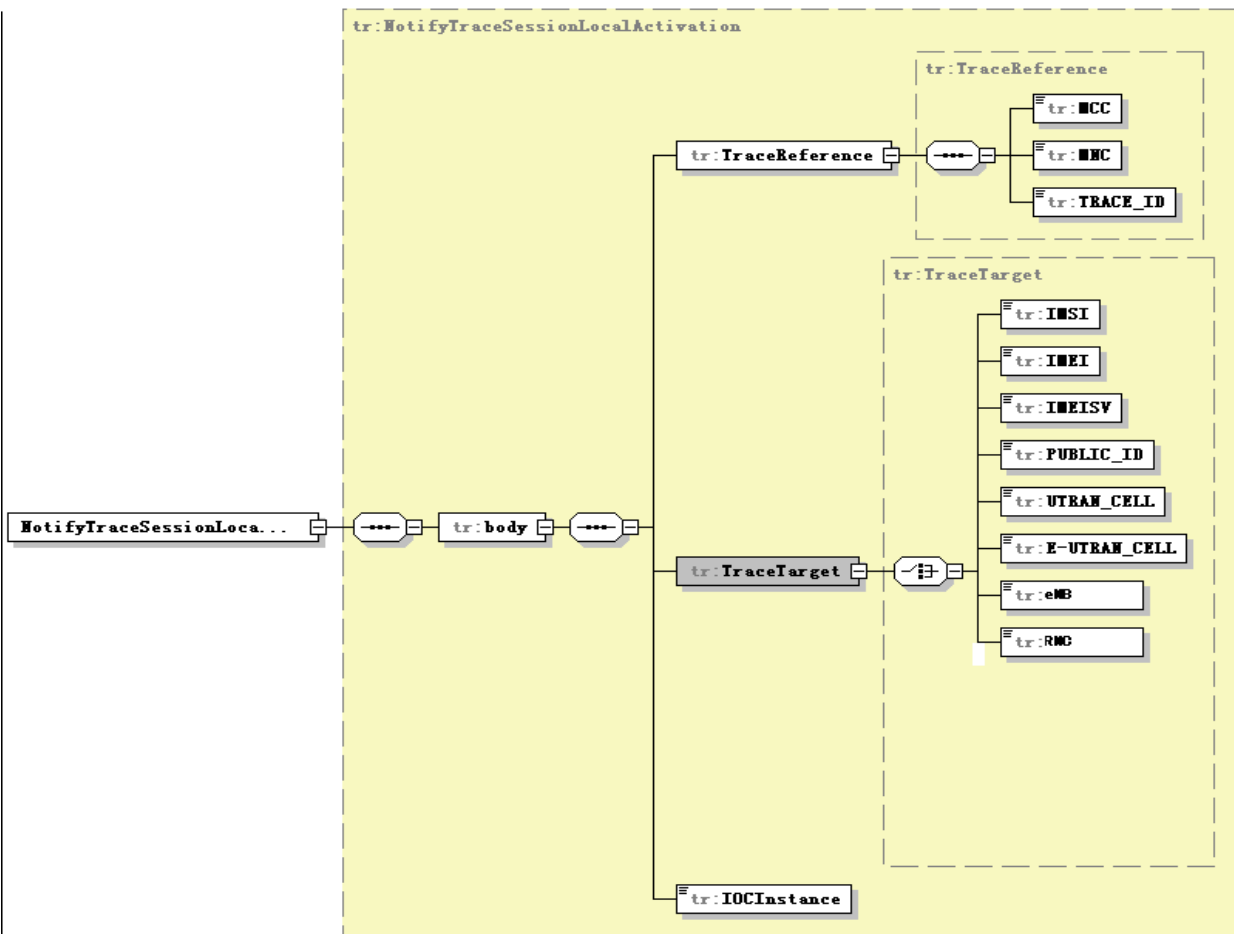 tr:NotifyTraceSessionLocalActivation
tr:TraceReference
tr:MCC
tr:TraceReference
tr:MNC
tr:TRACE_ID
tr:TraceTarget
tr:IMSI
tr:IMEI
tr:IMEISV
tr:PUBLIC_ID
tr:UTRAN_CELL
NotifyTraceSessionLoca...
tr:body
tr:E-UTRAN_CELL
tr:TraceTarget
tr:eNB
tr:RNC
tr:IOCInstance